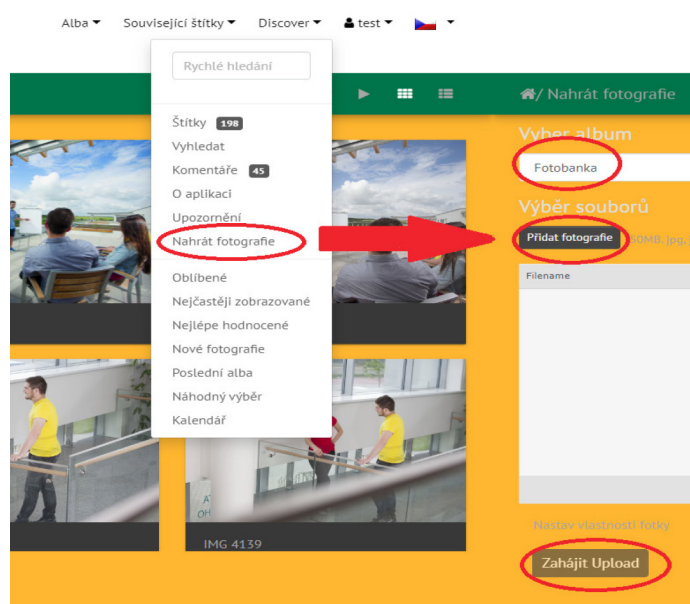 Alba Související štítky Discover test
Rychlé hledání
Štítky 198
Vyhledat
Komentáře 45
O aplikaci
Upozornění
Nahrát fotografie
Oblíbené
Nejčastěji zobrazované
Nejlépe hodnocené
Nové fotografie
Poslední alba
Náhodný výběr
Kalendář
IMG 4139
/ Nahrát fotografie
Vyber album
Fotobanka
Výběr souborů
Přidat fotografie 50MB. jpg,
Filename
Nastav vlastnosti fotky
Zahájit Upload